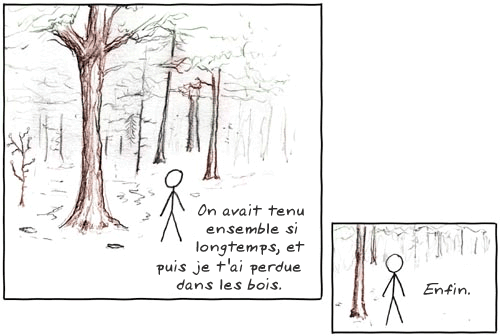 On avait tenu
ensemble si
longtemps, et
puis je t'ai perdue
dans les bois.
Enfin.